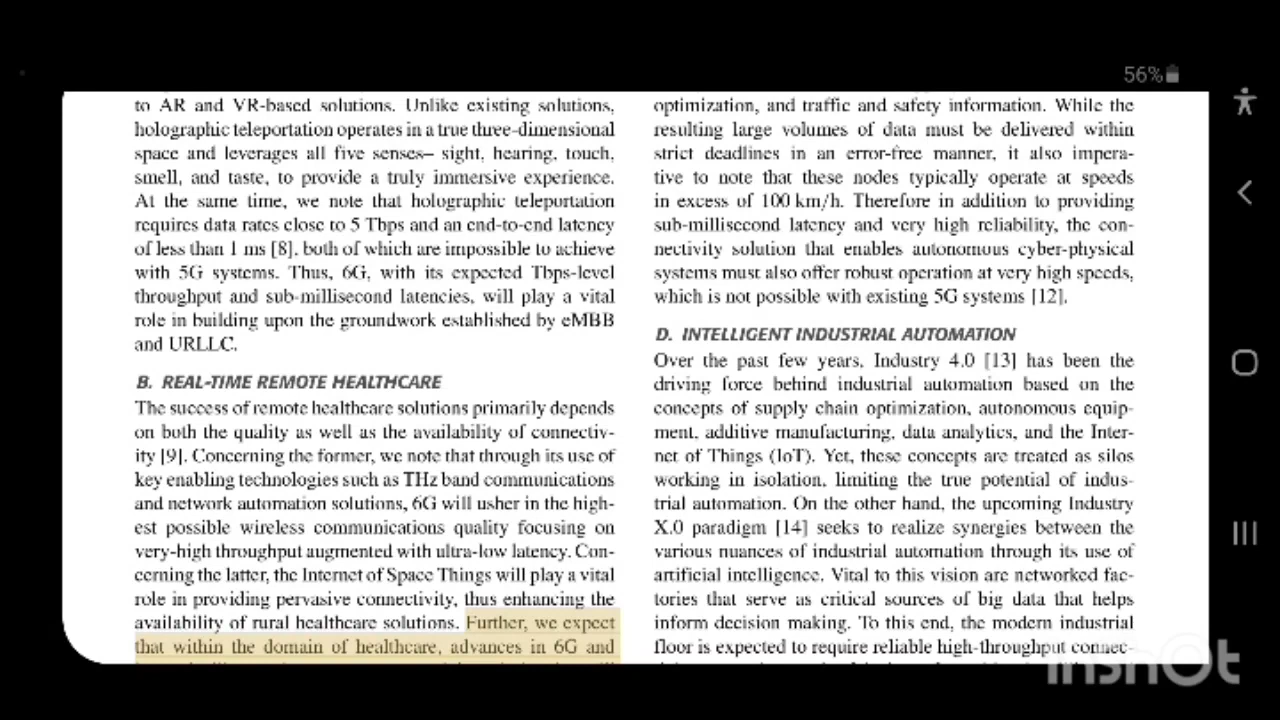 56%
to AR and VR-based solutions. Unlike existing solutions,
holographic teleportation operates in a true three-dimensional
space and leverages all five senses– sight, hearing, touch,
smell, and taste, to provide a truly immersive experience.
At the same time, we note that holographic teleportation
requires data rates close to 5 Tbps and an end-to-end latency
of less than 1 ms [8], both of which are impossible to achieve
with 5G systems. Thus, 6G, with its expected Tbps-level
throughput and sub-millisecond latencies, will play a vital
role in building upon the groundwork established by eMBB
and URLLC.
B. REAL-TIME REMOTE HEALTHCARE
The success of remote healthcare solutions primarily depends
on both the quality as well as the availability of connectiv-
ity [9]. Concerning the former, we note that through its use of
key enabling technologies such as THz band communications
and network automation solutions, 6G will usher in the high-
est possible wireless communications quality focusing on
very-high throughput augmented with ultra-low latency. Con-
cerning the latter, the Internet of Space Things will play a vital
role in providing pervasive connectivity, thus enhancing the
availability of rural healthcare solutions. Further, we expect
that within the domain of healthcare, advances in 6G and
optimization, and traffic and safety information. While the
resulting large volumes of data must be delivered within
strict deadlines in an error-free manner, it also impera-
tive to note that these nodes typically operate at speeds
in excess of 100 km/h. Therefore in addition to providing
sub-millisecond latency and very high reliability, the con-
nectivity solution that enables autonomous cyber-physical
systems must also offer robust operation at very high speeds,
which is not possible with existing 5G systems [12].
D. INTELLIGENT INDUSTRIAL AUTOMATION
Over the past few years, Industry 4.0 [13] has been the
driving force behind industrial automation based on the
concepts of supply chain optimization, autonomous equip-
ment, additive manufacturing, data analytics, and the Inter-
net of Things (IoT). Yet, these concepts are treated as silos
working in isolation, limiting the true potential of indus-
trial automation. On the other hand, the upcoming Industry
X.0 paradigm [14] seeks to realize synergies between the
various nuances of industrial automation through its use of
artificial intelligence. Vital to this vision are networked fac-
tories that serve as critical sources of big data that helps
inform decision making. To this end, the modern industrial
floor is expected to require reliable high-throughput connec-
InShOt